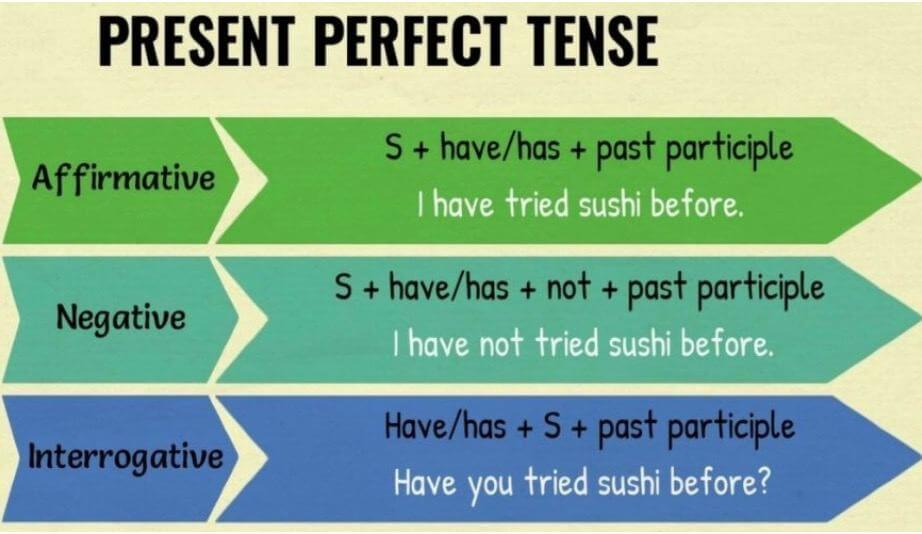 PRESENT PERFECT TENSE
Affirmative
S + have/has + past participle
I have tried sushi before.
Negative
S + have/has + not + past participle
I have not tried sushi before.
Interrogative
Have/has + S + past participle
Have you tried sushi before?